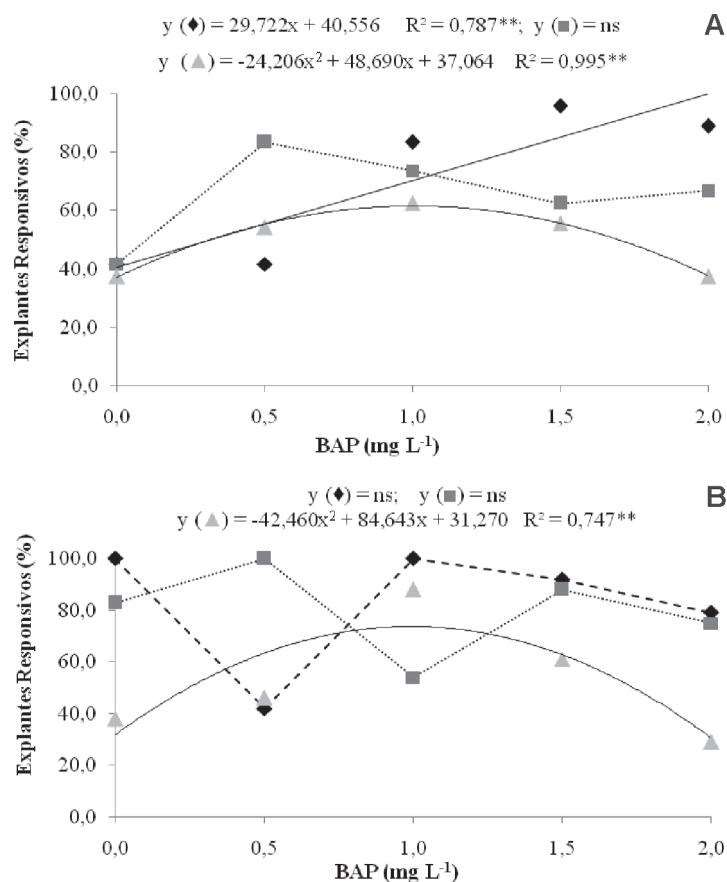 y (♦) = 29,722x + 40,556 R² = 0,787**; y (■) = ns
A
y (▲) = -24,206x² + 48,690x + 37,064 R² = 0,995**
100,0
80,0
60,0
40,0
20,0
0,0
Explantes Responsivos (%)
0,0 0,5 1,0 1,5 2,0
BAP (mg L⁻¹)
y (♦) = ns; y (■) = ns
B
y (▲) = -42,460x² + 84,643x + 31,270 R² = 0,747**
100,0
80,0
60,0
40,0
20,0
0,0
Explantes Responsivos (%)
0,0 0,5 1,0 1,5 2,0
BAP (mg L⁻¹)